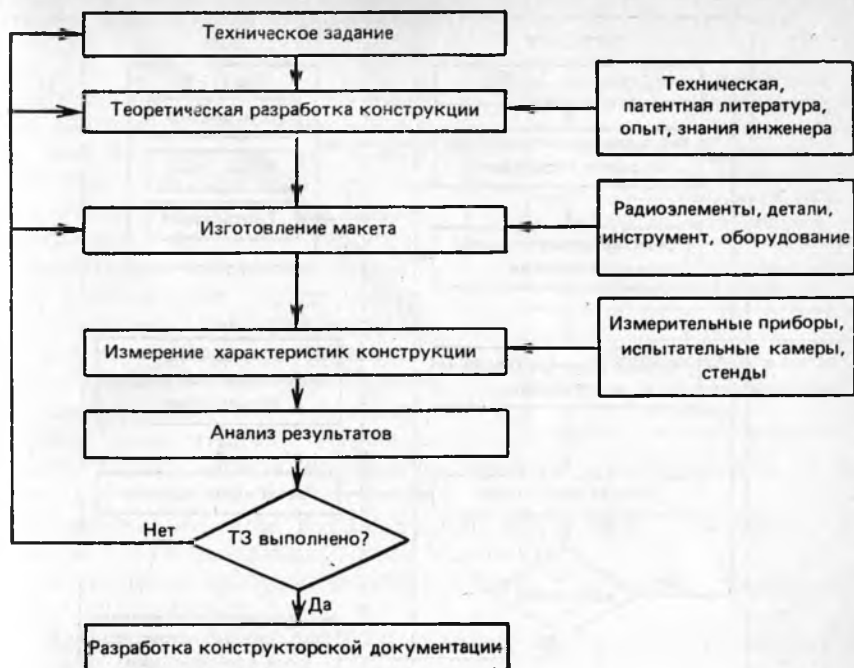 Техническое задание
Теоретическая разработка конструкции
Техническая,
патентная литература,
опыт, знания инженера
Изготовление макета
Радиоэлементы, детали,
инструмент, оборудование
Измерение характеристик конструкции
Измерительные приборы,
испытательные камеры,
стенды
Анализ результатов
Нет
ТЗ выполнено?
Да
Разработка конструкторской документации